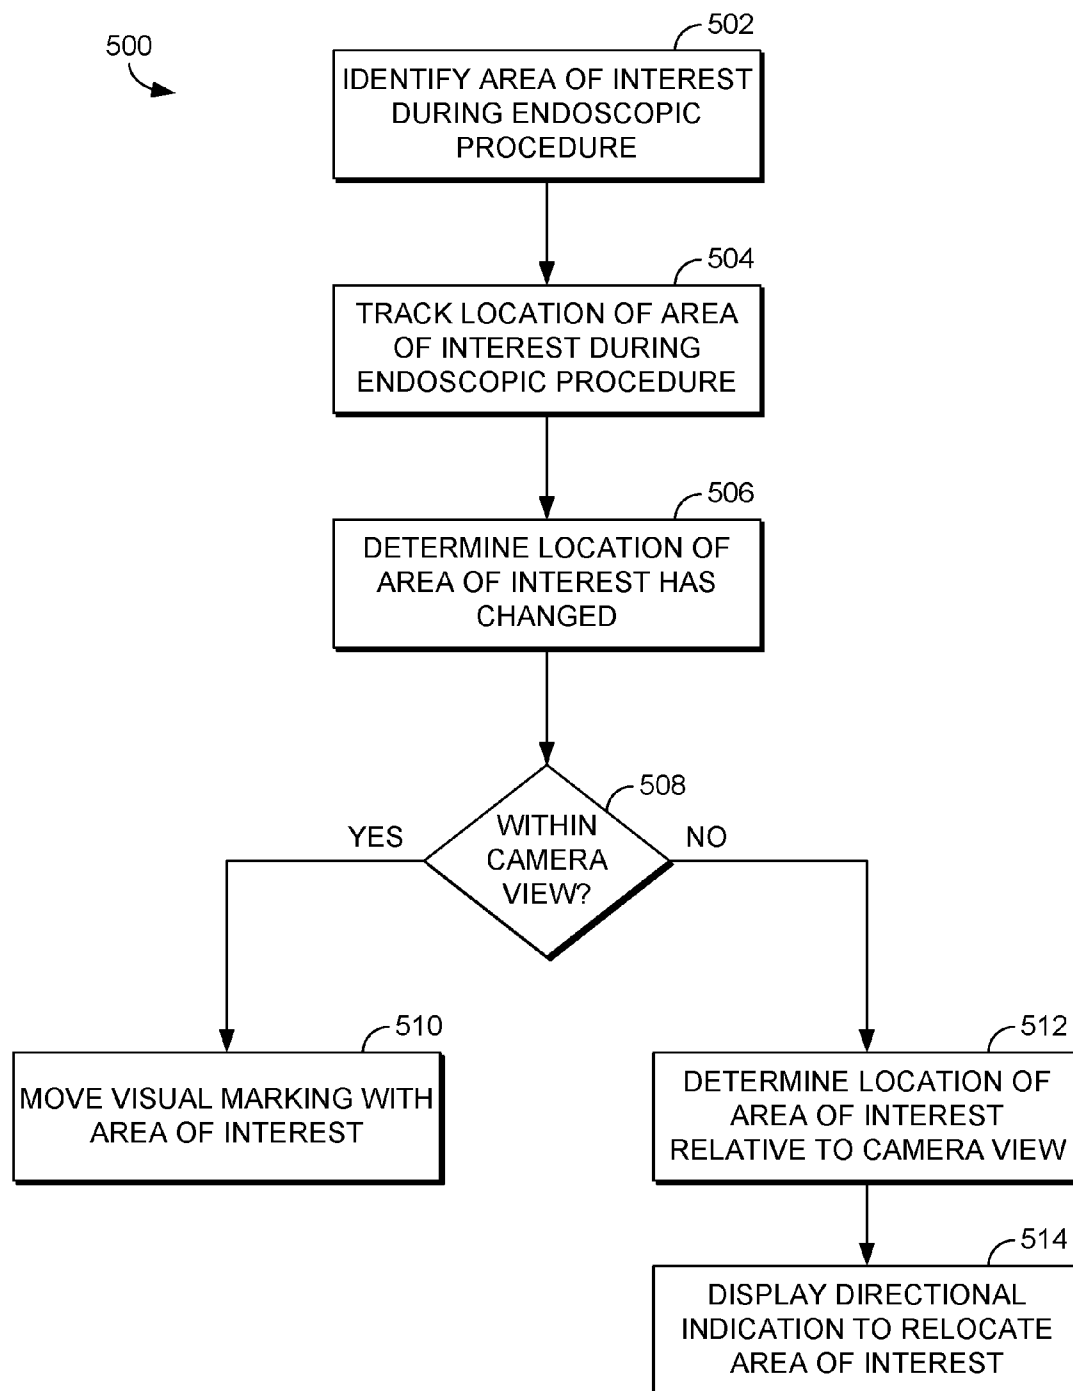 500
502
IDENTIFY AREA OF INTEREST
DURING ENDOSCOPIC
PROCEDURE
504
TRACK LOCATION OF AREA
OF INTEREST DURING
ENDOSCOPIC PROCEDURE
506
DETERMINE LOCATION OF
AREA OF INTEREST HAS
CHANGED
508
WITHIN
CAMERA
VIEW?
YES
NO
510
MOVE VISUAL MARKING WITH
AREA OF INTEREST
512
DETERMINE LOCATION OF
AREA OF INTEREST
RELATIVE TO CAMERA VIEW
514
DISPLAY DIRECTIONAL
INDICATION TO RELOCATE
AREA OF INTEREST